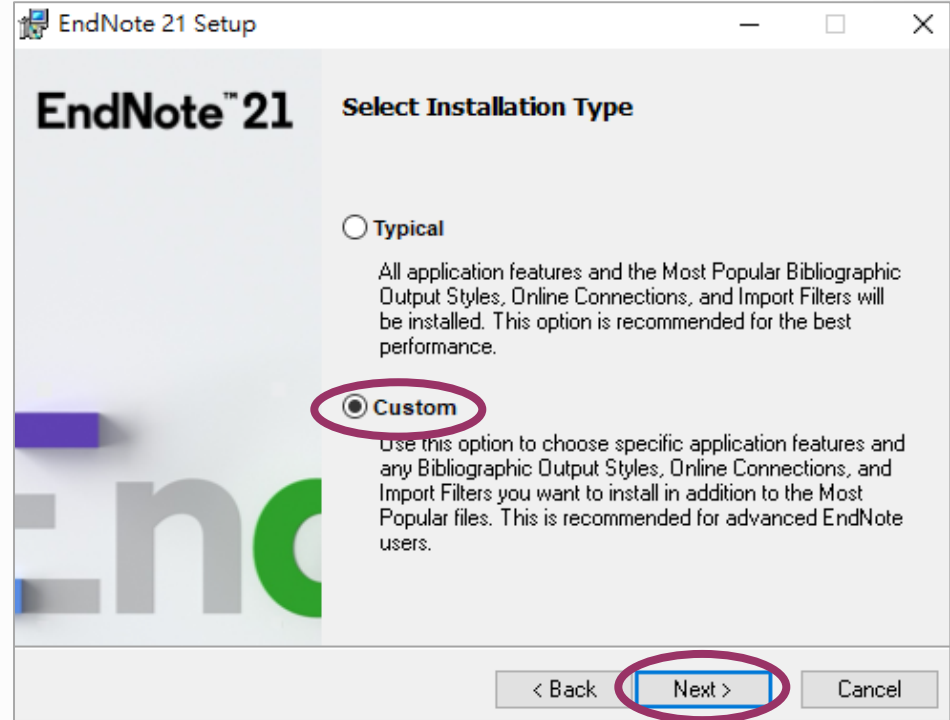 EndNote 21 Setup
EndNote™21
Select Installation Type
Typical
All application features and the Most Popular Bibliographic
Output Styles, Online Connections, and Import Filters will
be installed. This option is recommended for the best
performance.
Custom
Use this option to choose specific application features and
any Bibliographic Output Styles, Online Connections, and
Import Filters you want to install in addition to the Most
Popular files. This is recommended for advanced EndNote
users.
Enc
< Back Next > Cancel